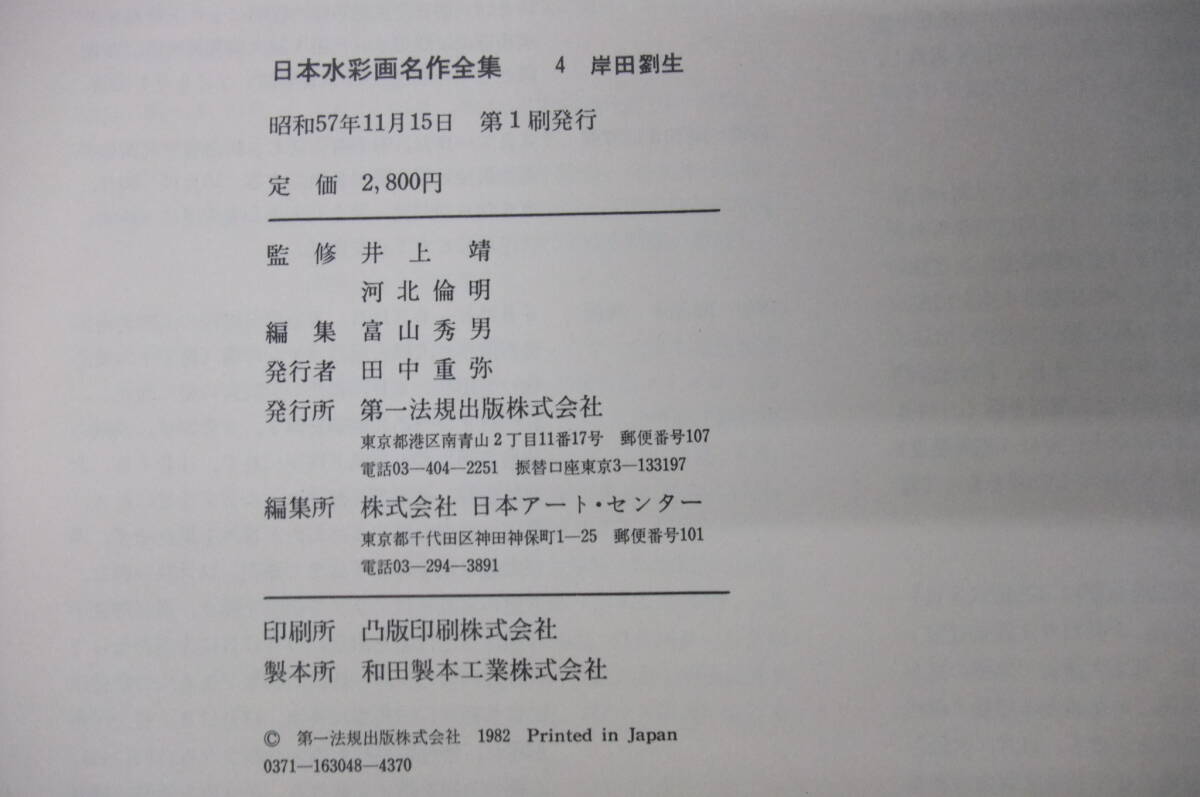 日本水彩画名作全集　4　岸田劉生
昭和57年11月15日　第1刷発行
定　価　2,800円
監　修　井　上　　靖
河　北　倫　明
編　集　富　山　秀　男
発行者　田　中　重　弥
発行所　第一法規出版株式会社
東京都港区南青山2丁目11番17号　郵便番号107
電話03―404―2251　振替口座東京3―133197
編集所　株式会社 日本アート・センター
東京都千代田区神田神保町1―25　郵便番号101
電話03―294―3891
印刷所　凸版印刷株式会社
製本所　和田製本工業株式会社
© 第一法規出版株式会社 1982 Printed in Japan
0371―163048―4370